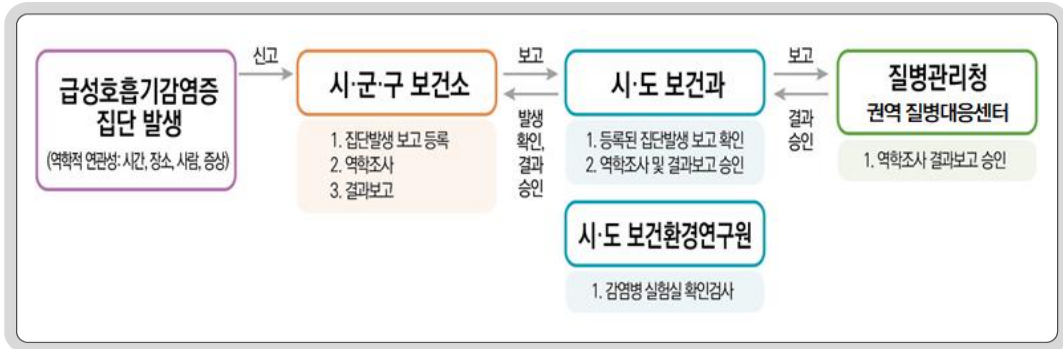 급성호흡기감염증
집단 발생
(역학적 연관성: 시간, 장소, 사람, 증상)
신고
시·군·구 보건소
1. 집단발생 보고 등록
2. 역학조사
3. 결과보고
보고
발생
확인,
결과
승인
시·도 보건과
1. 등록된 집단발생 보고 확인
2. 역학조사 및 결과보고 승인
시·도 보건환경연구원
1. 감염병 실험실 확인검사
보고
결과
승인
질병관리청
권역 질병대응센터
1. 역학조사 결과보고 승인